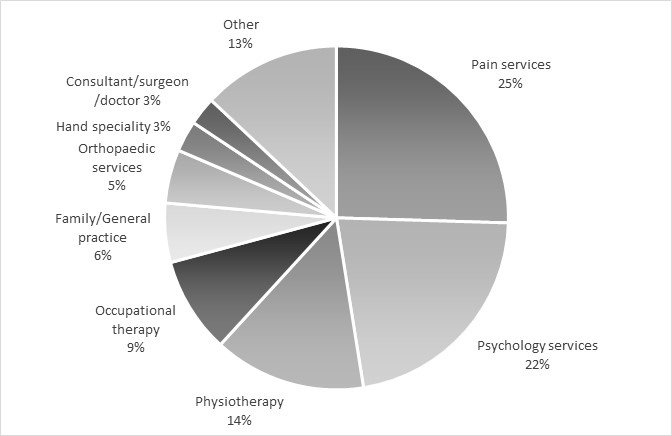 Other
13%
Pain services
25%
Consultant/surgeon
/doctor 3%
Hand speciality 3%
Orthopaedic
services
5%
Family/General
practice
6%
Occupational
therapy
9%
Psychology services
22%
Physiotherapy
14%